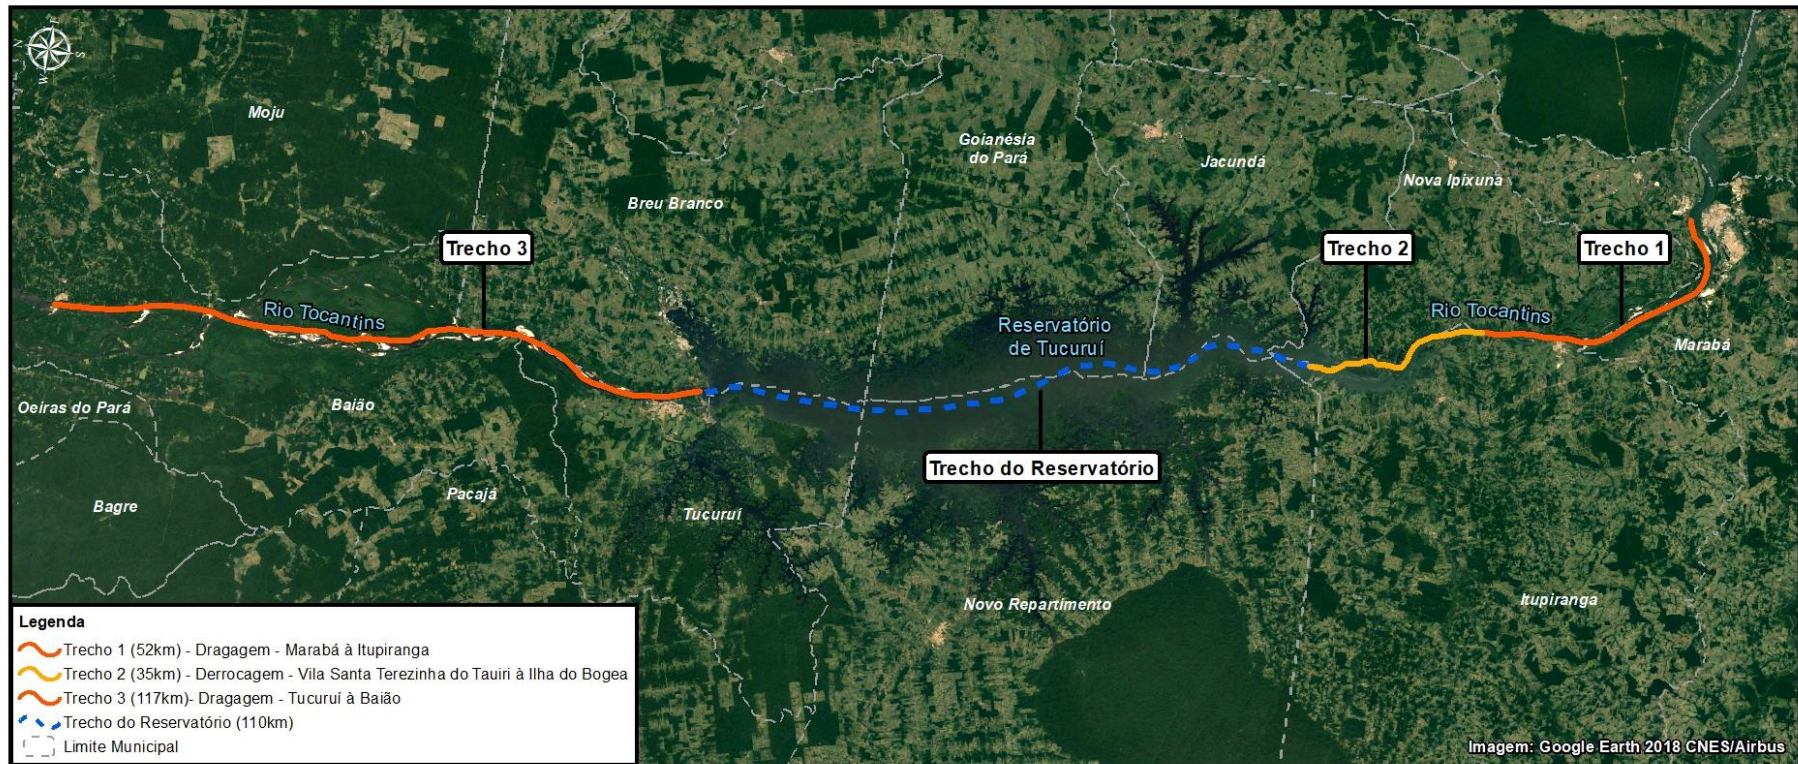 N
E
S
W
Moju
Goianésia
do Pará
Jacundá
Nova Ipixuna
Breu Branco
Trecho 3
Trecho 2
Trecho 1
Rio Tocantins
Rio Tocantins
Reservatório
de Tucuruí
Marabá
Oeiras do Pará
Baião
Trecho do Reservatório
Pacajá
Bagre
Tucuruí
Novo Repartimento
Itupiranga
Legenda
Trecho 1 (52km) - Dragagem - Marabá à Itupiranga
Trecho 2 (35km) - Derrocagem - Vila Santa Terezinha do Tauiri à Ilha do Bogea
Trecho 3 (117km)- Dragagem - Tucuruí à Baião
Trecho do Reservatório (110km)
Limite Municipal
Imagem: Google Earth 2018 CNES/Airbus